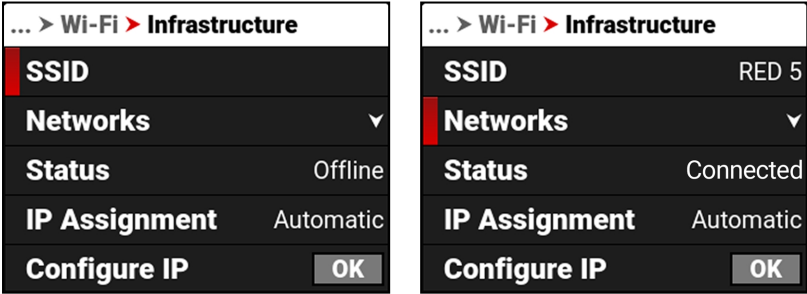 ... > Wi-Fi > Infrastructure
SSID
Networks
Status Offline
IP Assignment Automatic
Configure IP OK
... > Wi-Fi > Infrastructure
SSID RED 5
Networks
Status Connected
IP Assignment Automatic
Configure IP OK